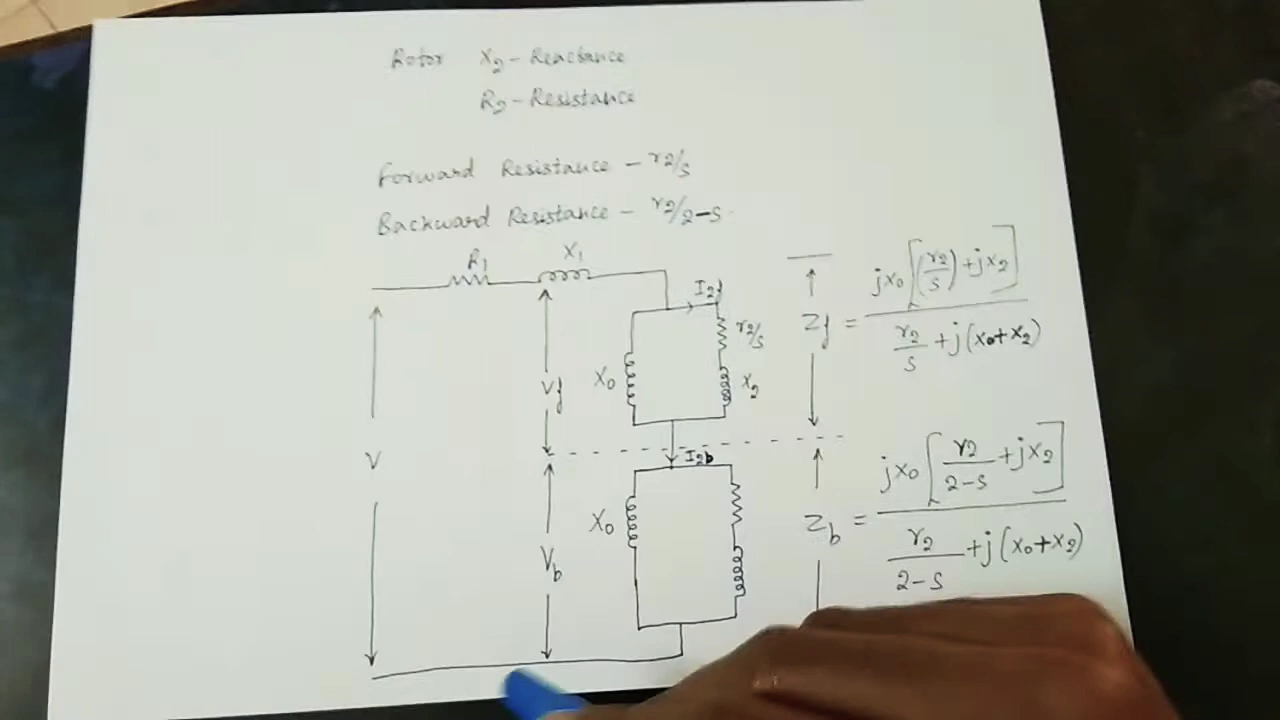 Rotor X2 - Reactance
R2 - Resistance
Forward Resistance - r2/s
Backward Resistance - r2/2-s
R1 X1
I2f
r2/s
X0 X2
V
Vf
I2b
X0
Vb
Zf = jx0[(r2/s)+jx2] / r2/s +j(x0+x2)
Zb = jx0[r2/2-s +jx2] / r2/2-s +j(x0+x2)